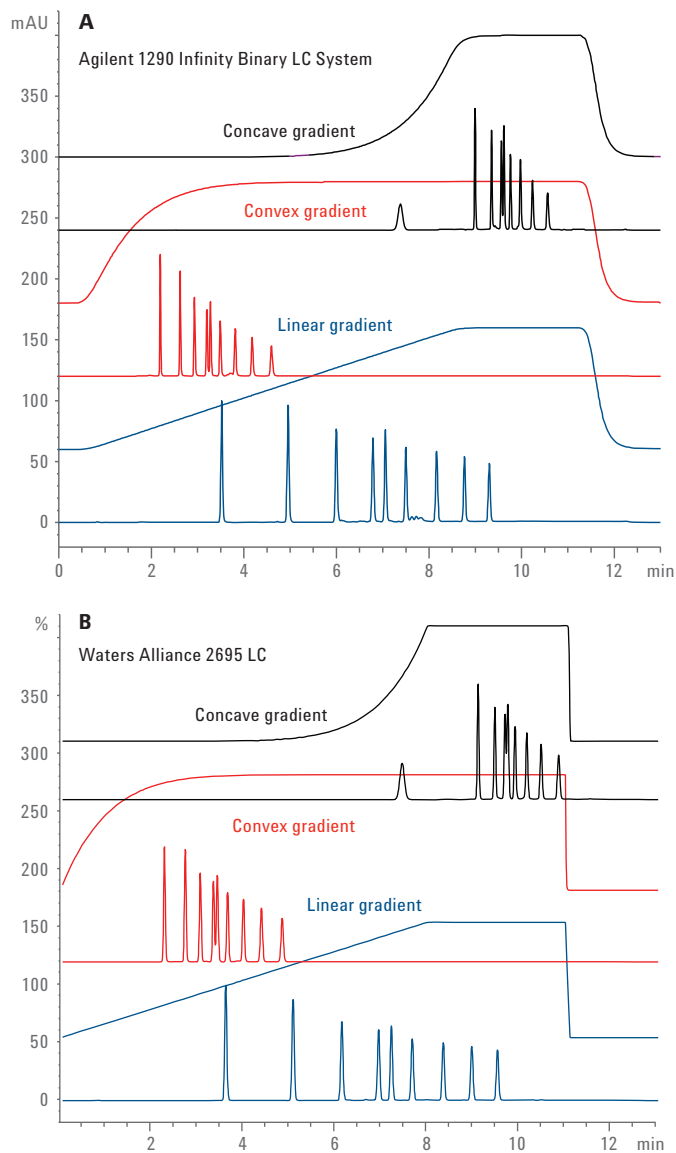 mAU
A
Agilent 1290 Infinity Binary LC System
350
Concave gradient
300
250
Convex gradient
200
Linear gradient
150
100
50
0
0 2 4 6 8 10 12 min
%
B
Waters Alliance 2695 LC
350
Concave gradient
300
250
Convex gradient
200
Linear gradient
150
100
50
0
2 4 6 8 10 12 min